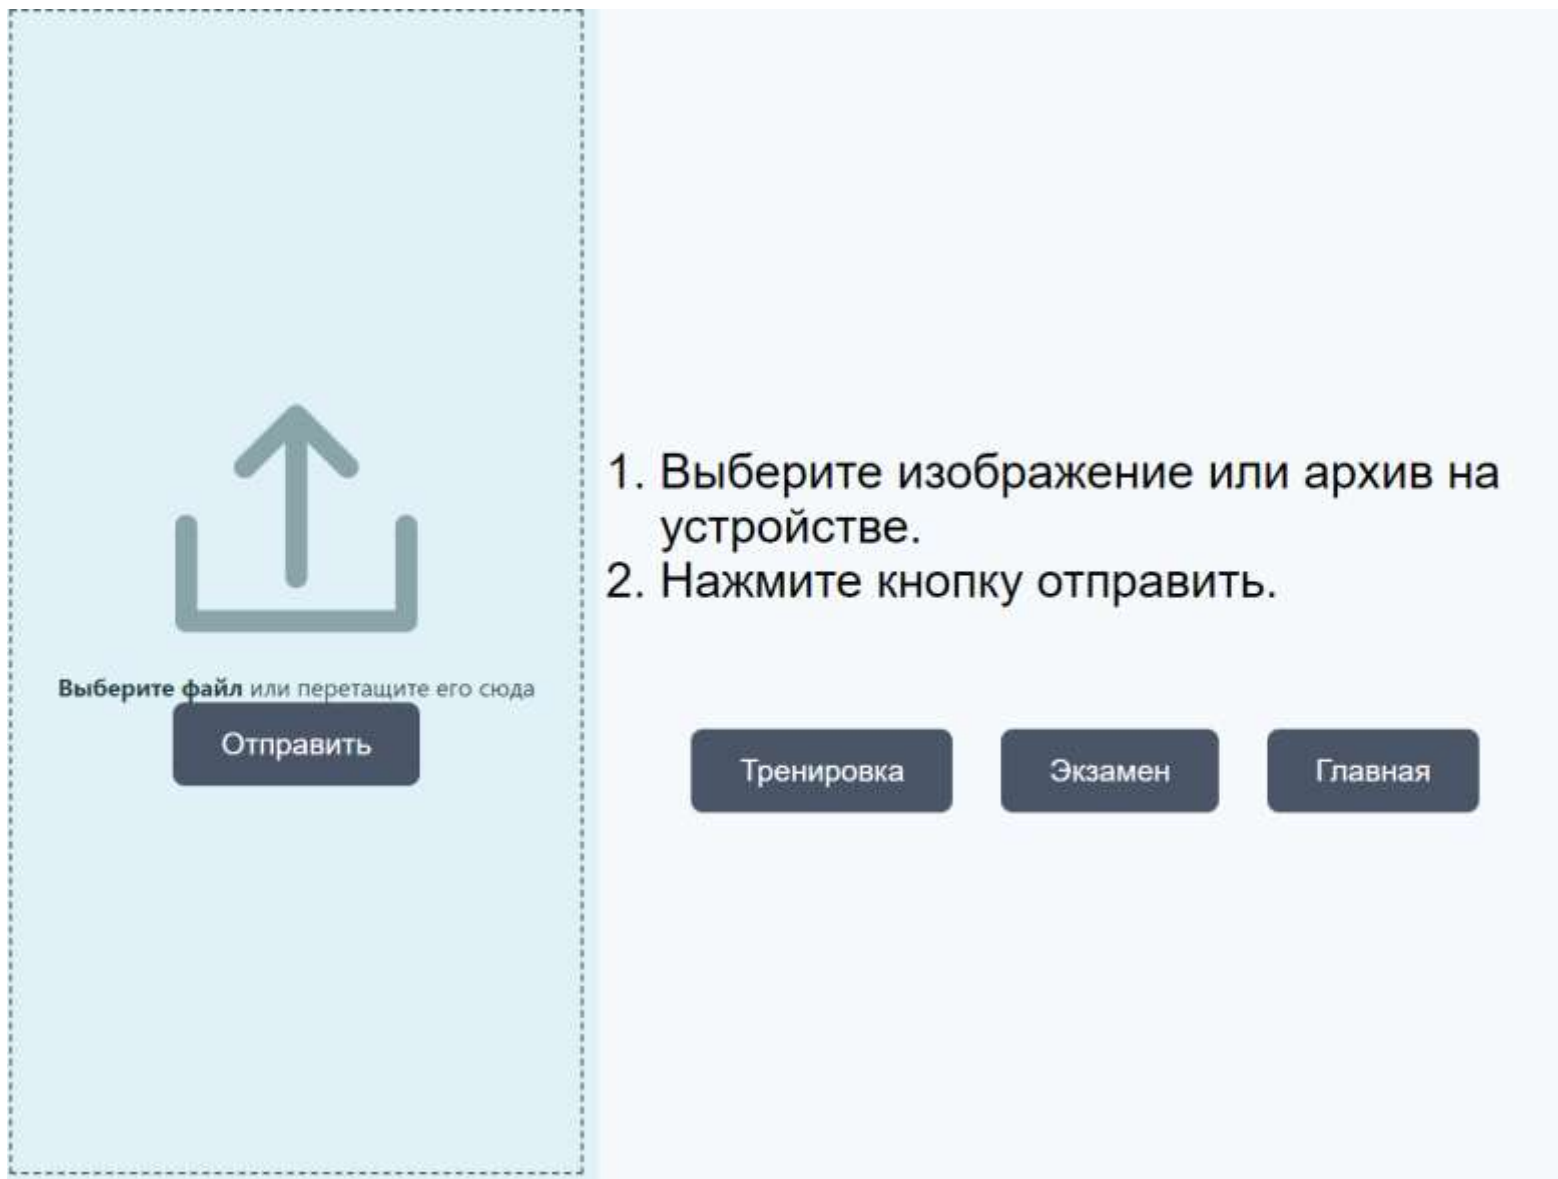 Выберите файл или перетащите его сюда
Отправить
1. Выберите изображение или архив на
устройстве.
2. Нажмите кнопку отправить.
Тренировка
Экзамен
Главная